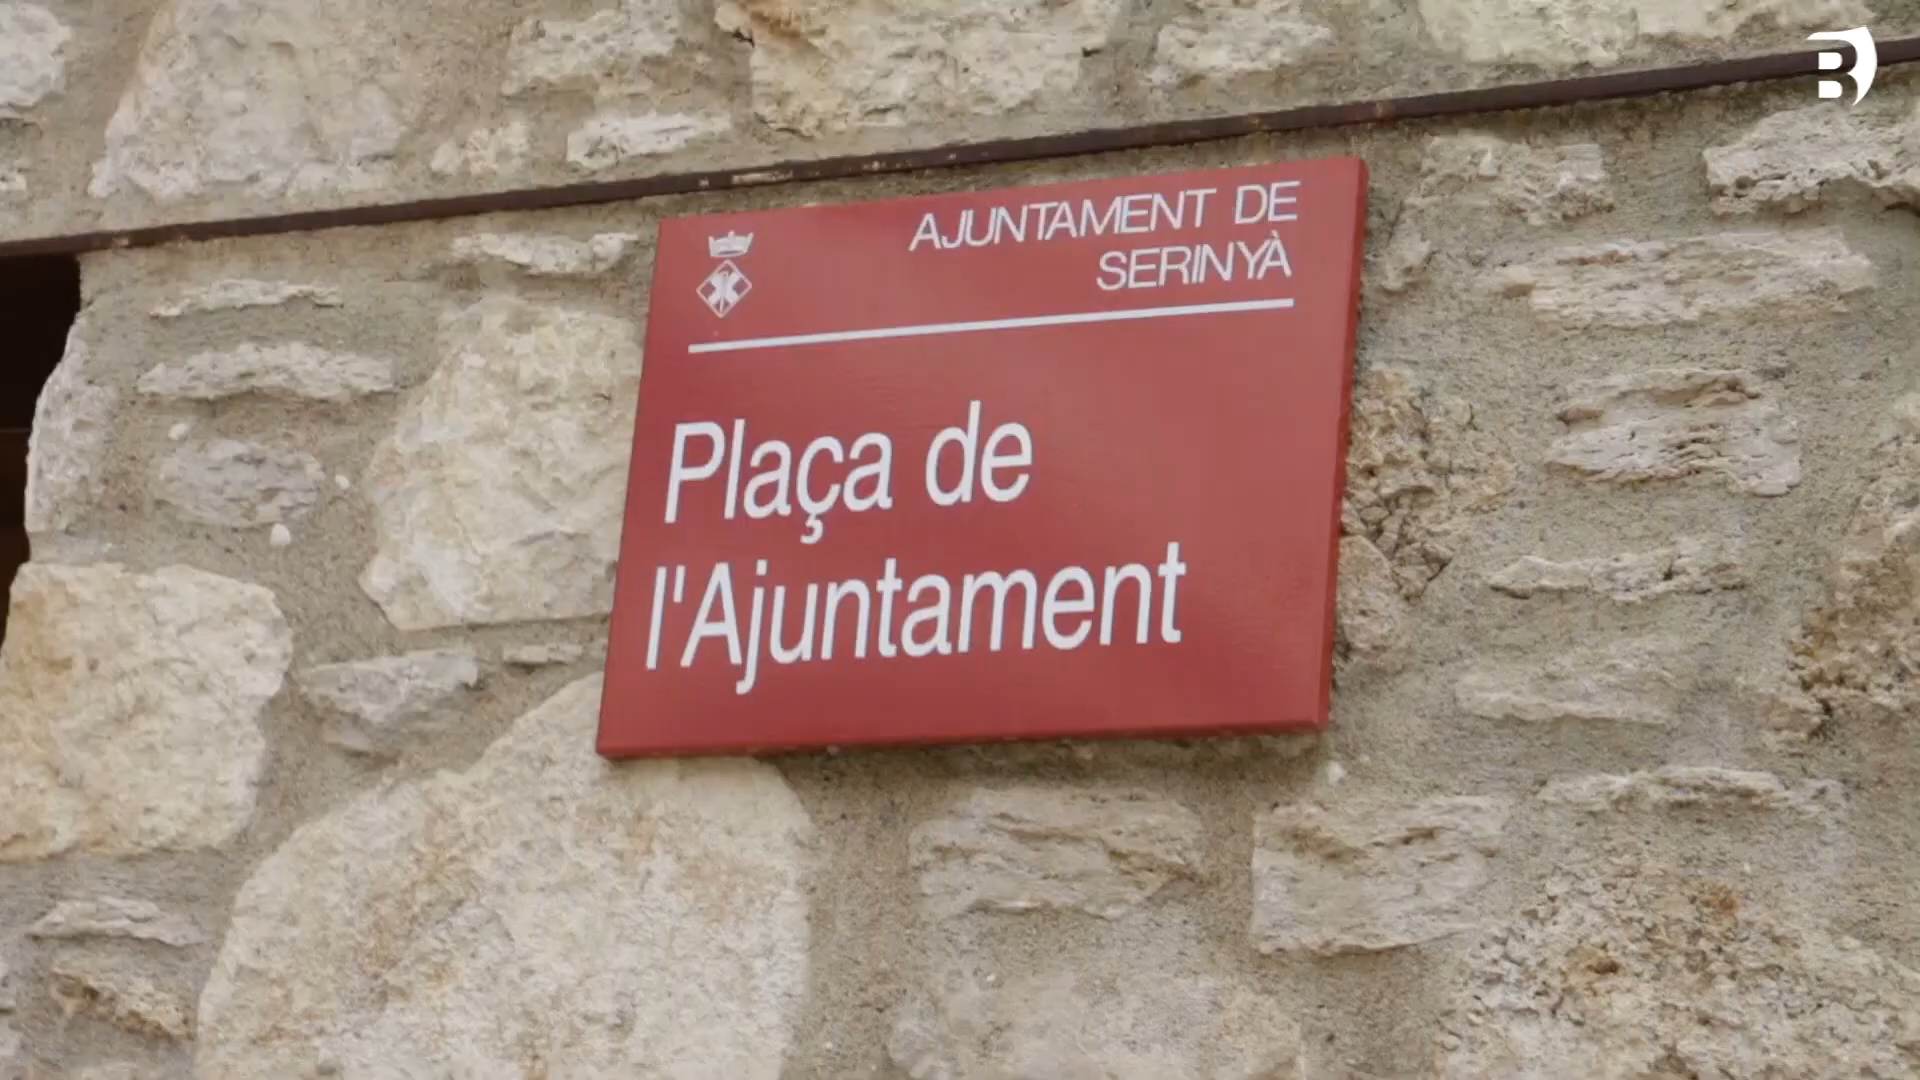 AJUNTAMENT DE
SERINYÀ
Plaça de
l'Ajuntament
B